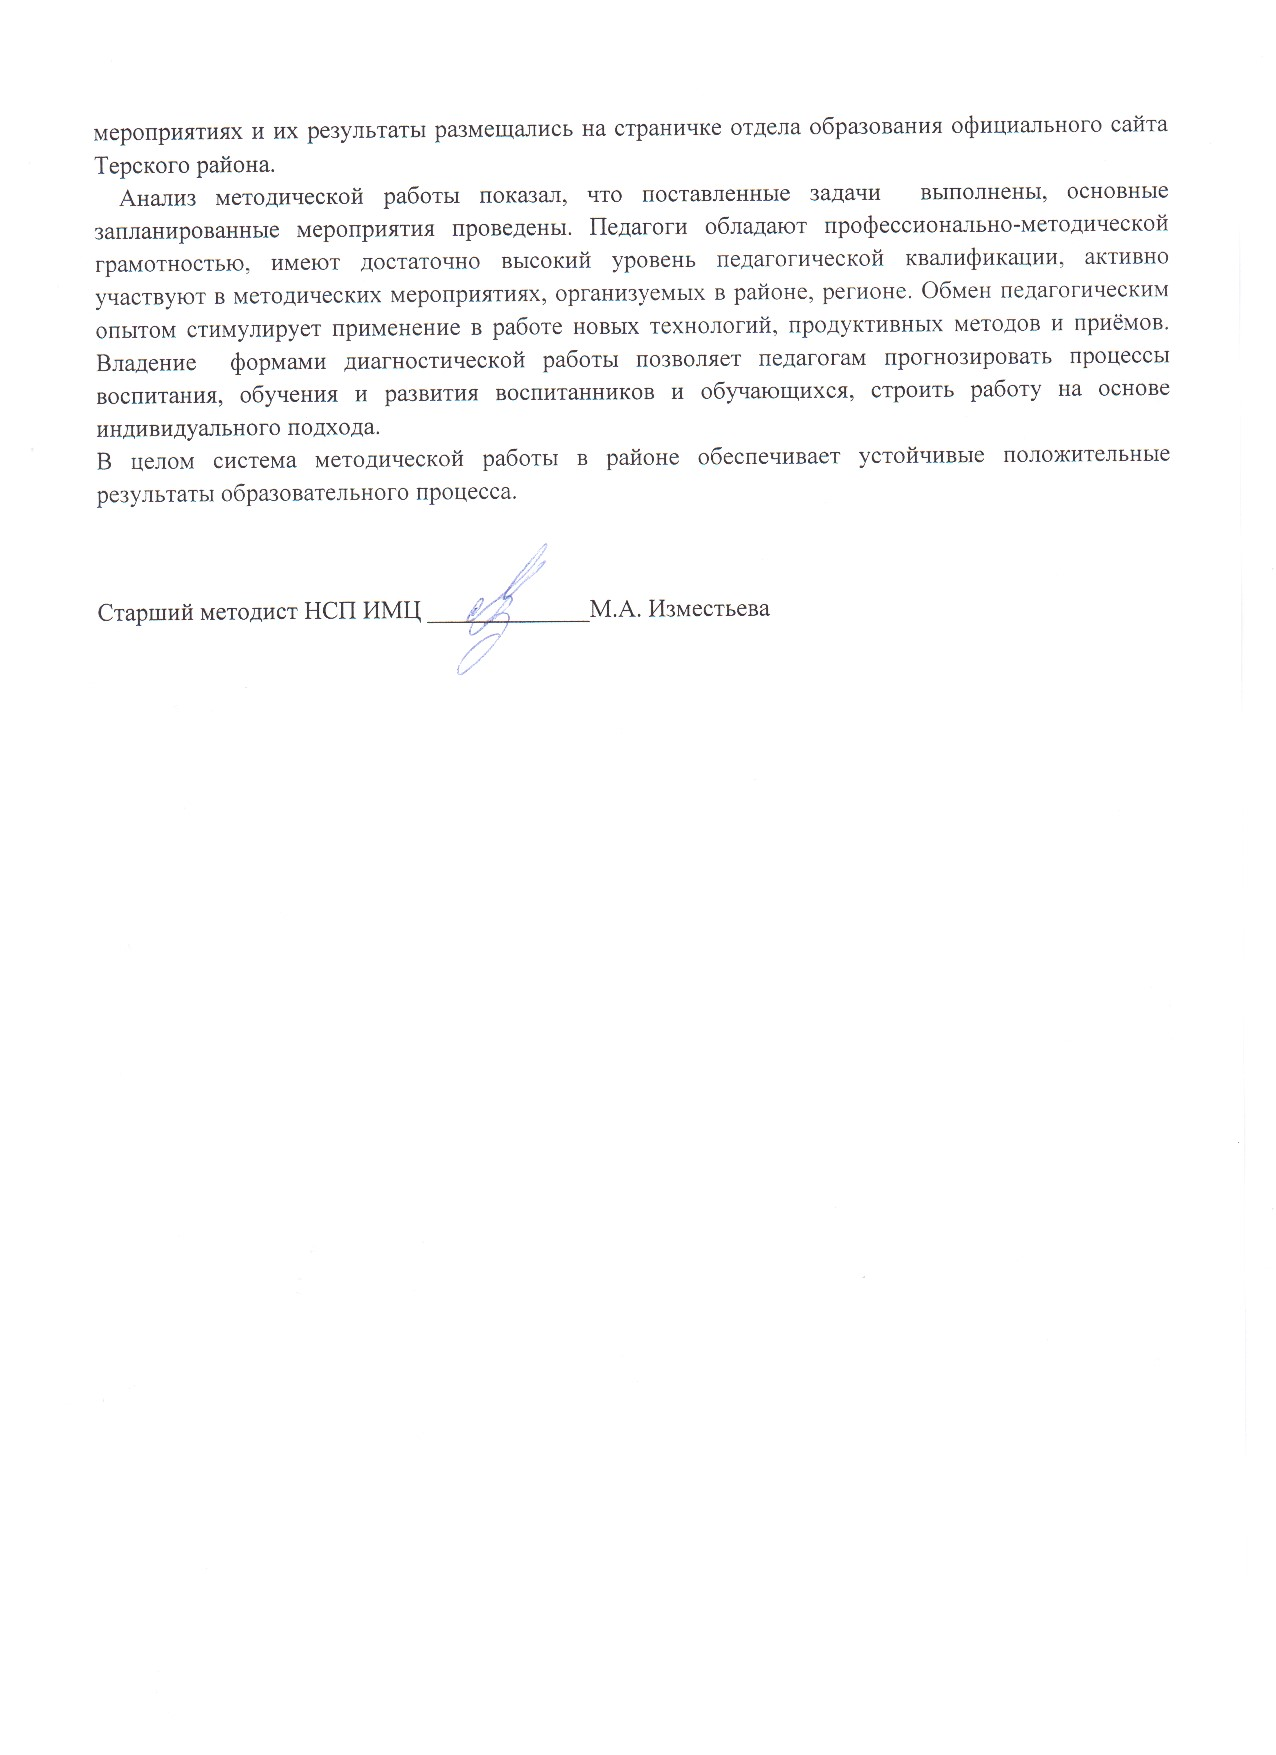 мероприятиях и их результаты размещались на страничке отдела образования официального сайта
Терского района.
Анализ методической работы показал, что поставленные задачи выполнены, основные
запланированные мероприятия проведены. Педагоги обладают профессионально-методической
грамотностью, имеют достаточно высокий уровень педагогической квалификации, активно
участвуют в методических мероприятиях, организуемых в районе, регионе. Обмен педагогическим
опытом стимулирует применение в работе новых технологий, продуктивных методов и приёмов.
Владение формами диагностической работы позволяет педагогам прогнозировать процессы
воспитания, обучения и развития воспитанников и обучающихся, строить работу на основе
индивидуального подхода.
В целом система методической работы в районе обеспечивает устойчивые положительные
результаты образовательного процесса.
Старший методист НСП ИМЦ _____________М.А. Изместьева